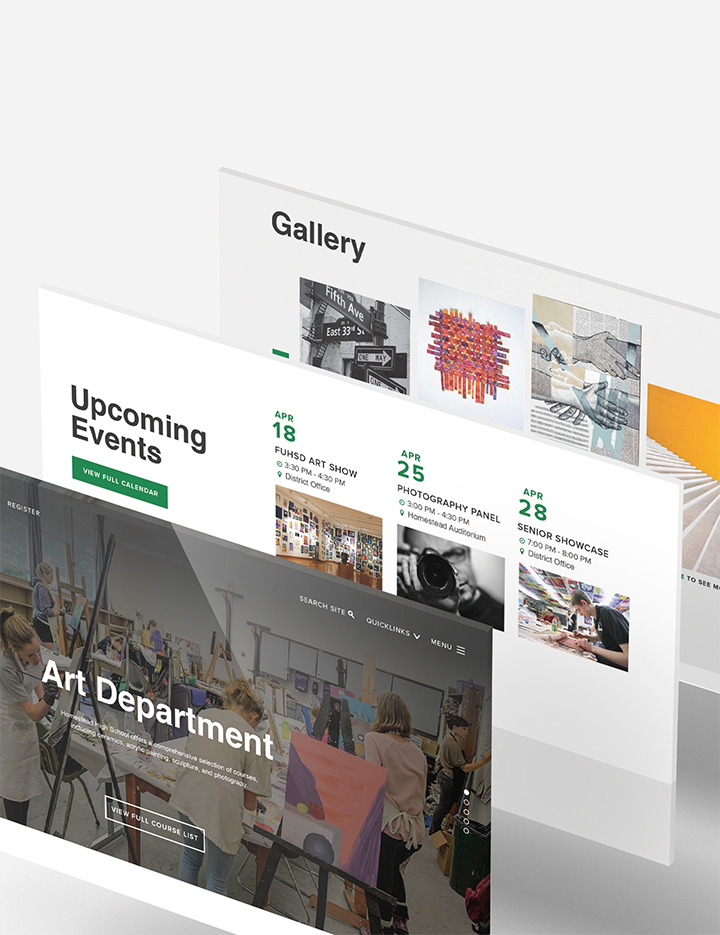 Gallery
Fifth Ave
East 33rd St
ONE WAY
Upcoming
Events
VIEW FULL CALENDAR
APR
18
FUHSD ART SHOW
3:30 PM - 4:30 PM
District Office
APR
25
PHOTOGRAPHY PANEL
3:00 PM - 4:30 PM
Homestead Auditorium
APR
28
SENIOR SHOWCASE
7:00 PM - 8:00 PM
District Office
E TO SEE MO
REGISTER
SEARCH SITE
QUICKLINKS
MENU
Art Department
Homestead High School offers a comprehensive selection of courses,
including ceramics, acrylic painting, sculpture, and photography.
VIEW FULL COURSE LIST